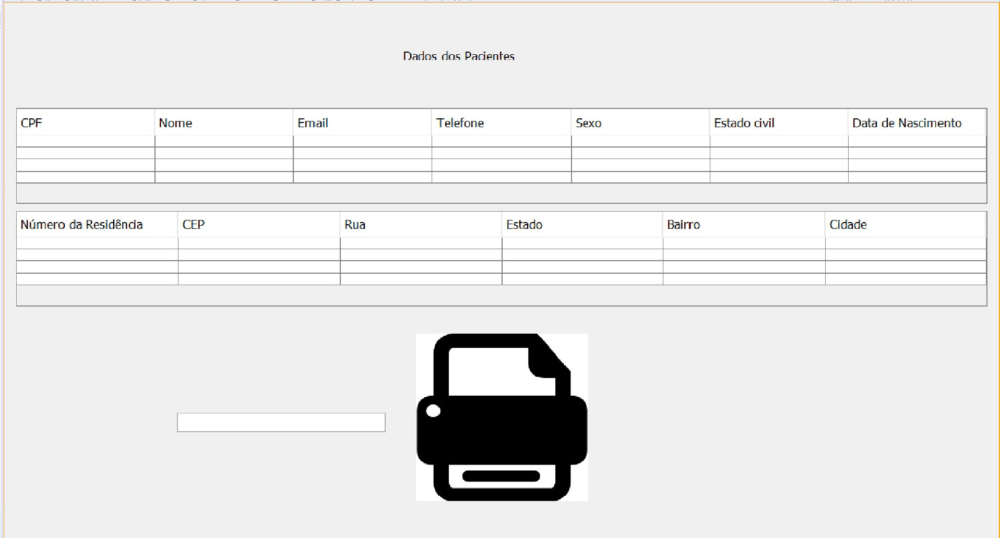 Dados dos Pacientes
CPF Nome Email Telefone Sexo Estado civil Data de Nascimento
Número da Residência CEP Rua Estado Bairro Cidade